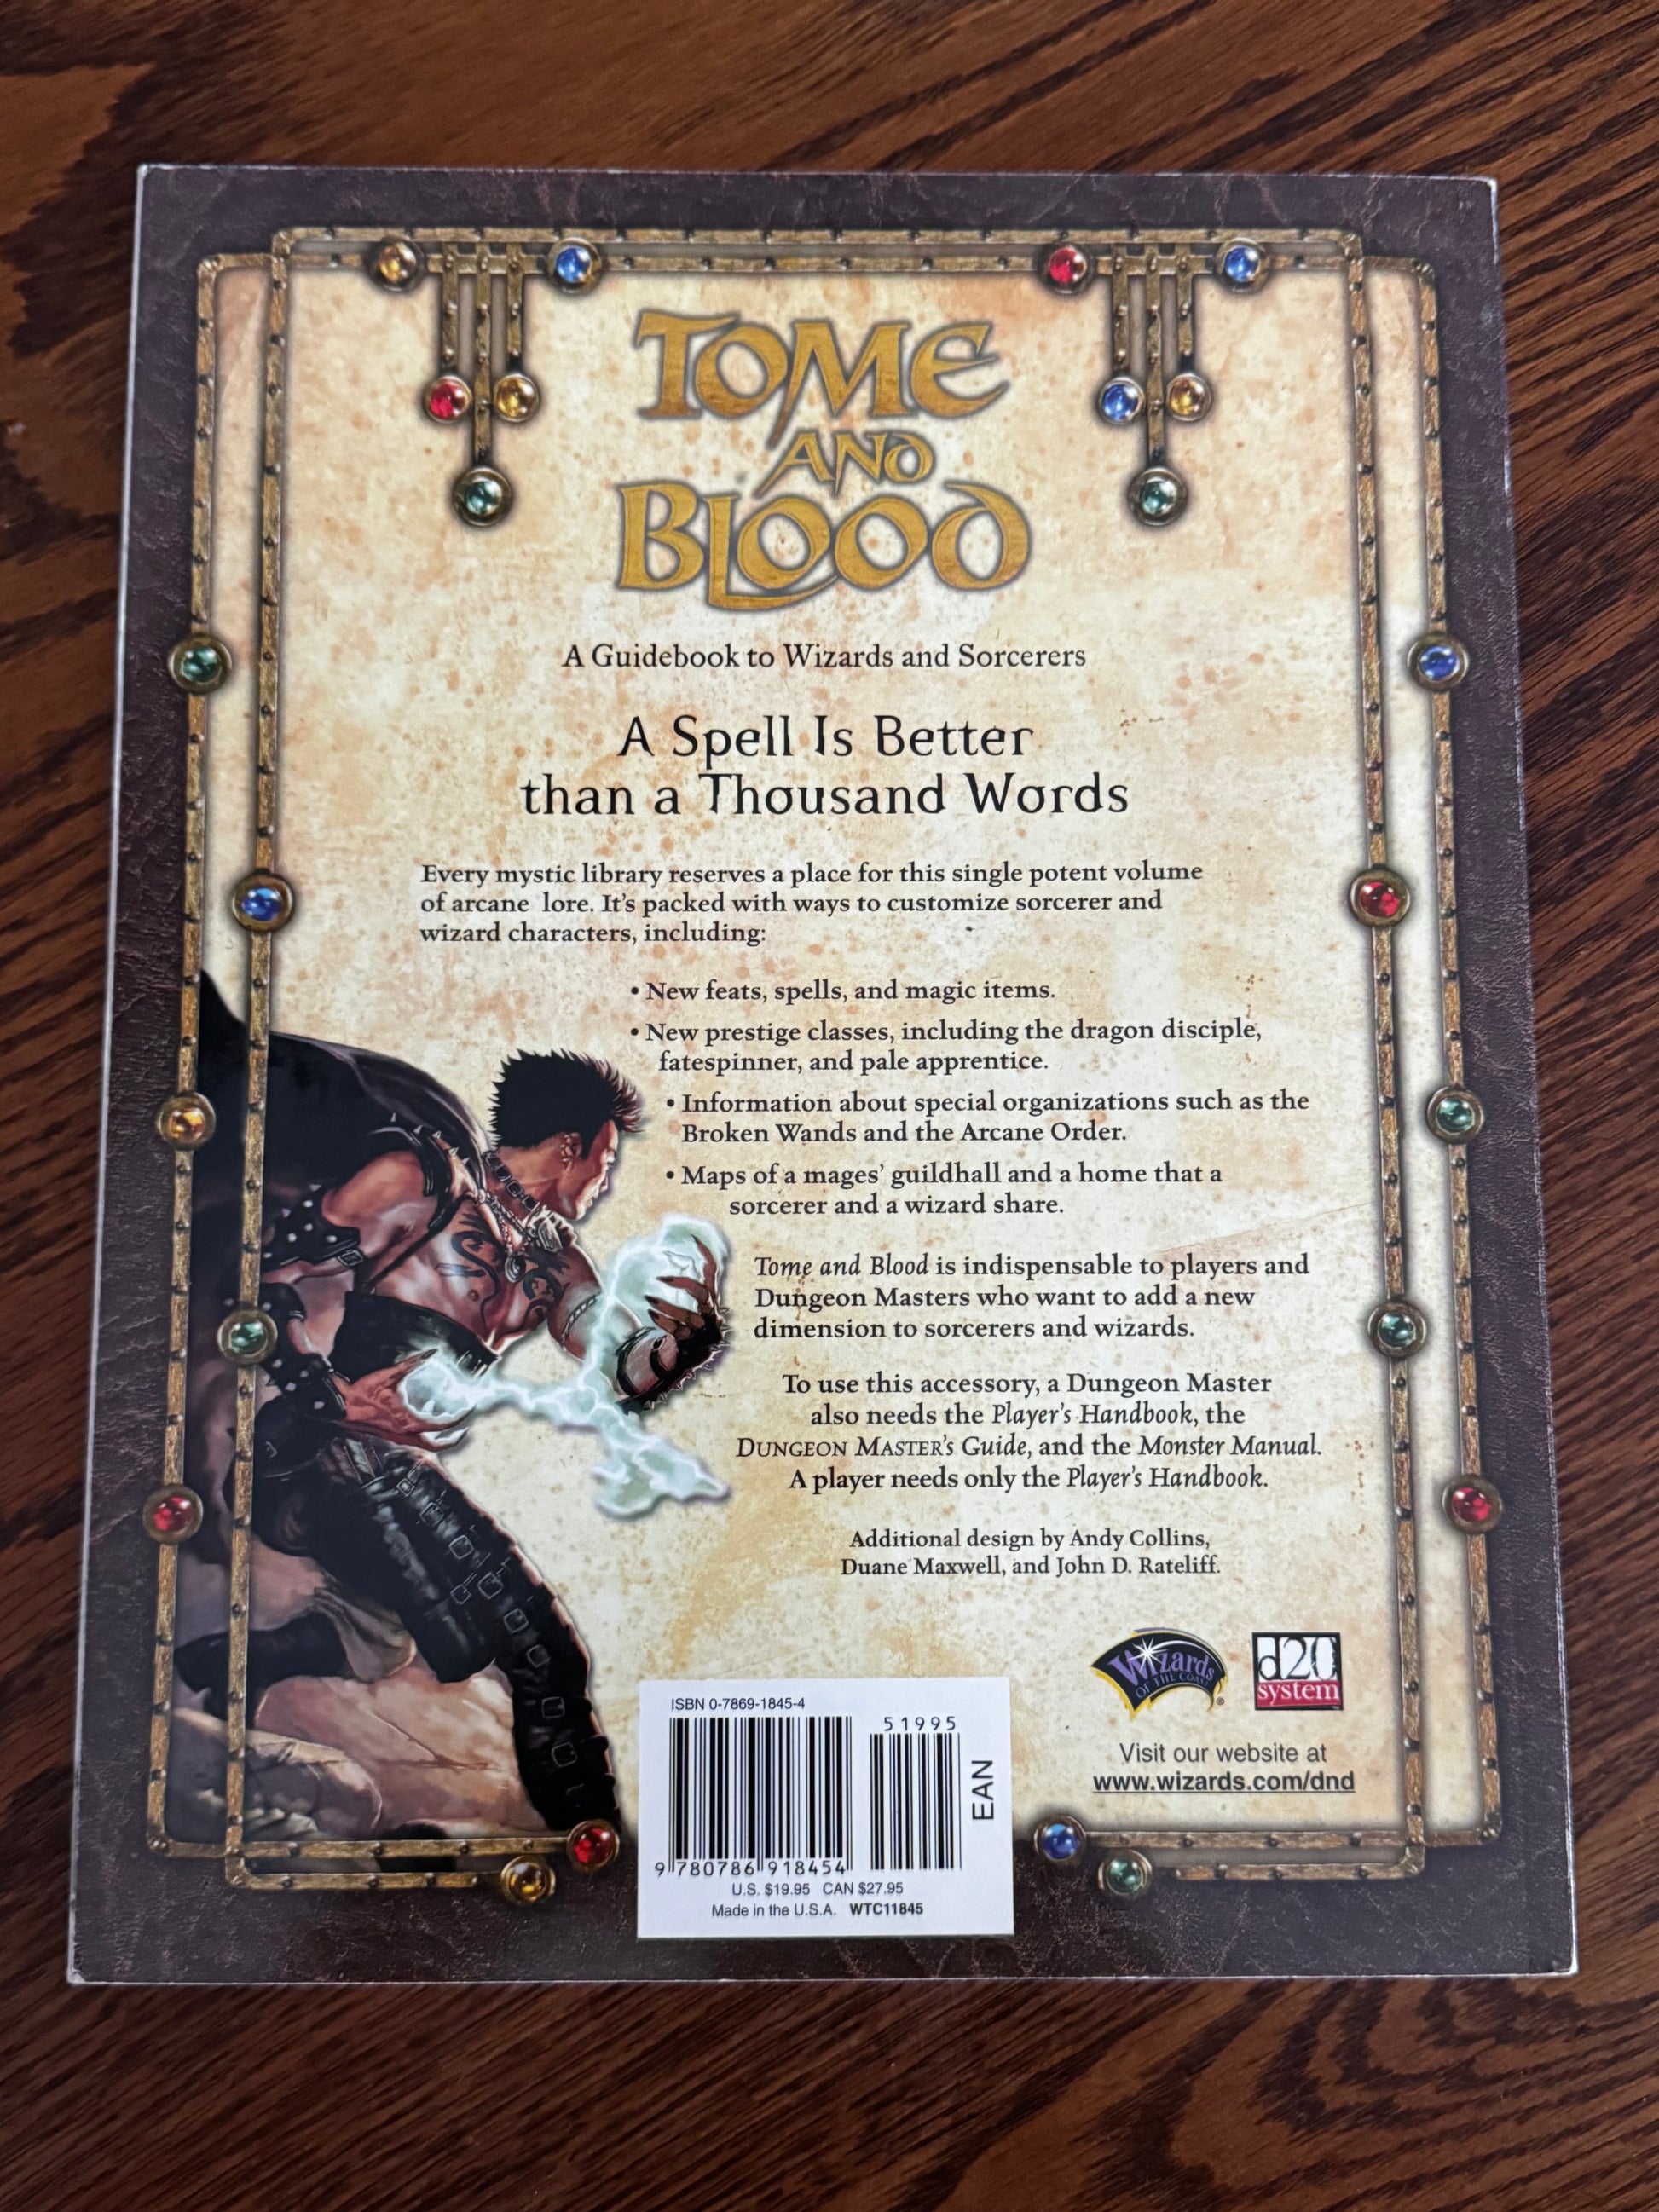 TOME
AND
BLOOD
A Guidebook to Wizards and Sorcerers
A Spell Is Better
than a Thousand Words
Every mystic library reserves a place for this single potent volume
of arcane lore. It's packed with ways to customize sorcerer and
wizard characters, including:
• New feats, spells, and magic items.
• New prestige classes, including the dragon disciple,
fatespinner, and pale apprentice.
• Information about special organizations such as the
Broken Wands and the Arcane Order.
• Maps of a mages' guildhall and a home that a
sorcerer and a wizard share.
Tome and Blood is indispensable to players and
Dungeon Masters who want to add a new
dimension to sorcerers and wizards.
To use this accessory, a Dungeon Master
also needs the Player's Handbook, the
DUNGEON MASTER'S Guide, and the Monster Manual.
A player needs only the Player's Handbook.
Additional design by Andy Collins,
Duane Maxwell, and John D. Rateliff.
Wizards
OF THE COAST®
d20
system™
Visit our website at
www.wizards.com/dnd
ISBN 0-7869-1845-4
51995
EAN
9 780786 918454
U.S. $19.95 CAN $27.95
Made in the U.S.A. WTC11845